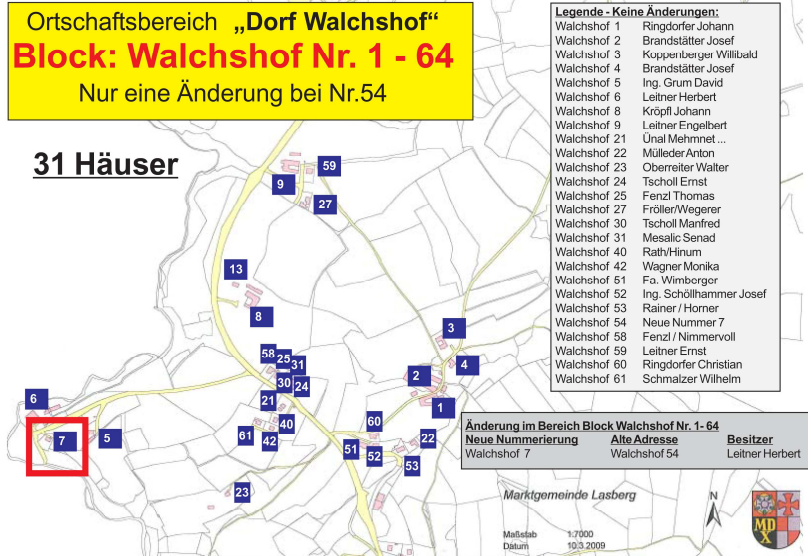 Ortschaftsbereich „Dorf Walchshof“
Block: Walchshof Nr. 1 - 64
Nur eine Änderung bei Nr.54
31 Häuser
Legende - Keine Änderungen:
Walchshof 1 Ringdorfer Johann
Walchshof 2 Brandstätter Josef
Walchshof 3 Koppenberger Willibald
Walchshof 4 Brandstätter Josef
Walchshof 5 Ing. Grum David
Walchshof 6 Leitner Herbert
Walchshof 8 Kröpfl Johann
Walchshof 9 Leitner Engelbert
Walchshof 21 Ünal Mehmnet ...
Walchshof 22 Mülleder Anton
Walchshof 23 Oberreiter Walter
Walchshof 24 Tscholl Ernst
Walchshof 25 Fenzl Thomas
Walchshof 27 Fröller/Wegerer
Walchshof 30 Tscholl Manfred
Walchshof 31 Mesalic Senad
Walchshof 40 Rath/Hinum
Walchshof 42 Wagner Monika
Walchshof 51 Fa. Wimberger
Walchshof 52 Ing. Schöllhammer Josef
Walchshof 53 Rainer / Horner
Walchshof 54 Neue Nummer 7
Walchshof 58 Fenzl / Nimmervoll
Walchshof 59 Leitner Ernst
Walchshof 60 Ringdorfer Christian
Walchshof 61 Schmalzer Wilhelm
59
9
27
13
8
3
58
25
31
4
2
30
24
6
21
1
60
40
7
5
61
42
22
51
52
53
23
Änderung im Bereich Block Walchshof Nr. 1- 64
Neue Nummerierung Alte Adresse Besitzer
Walchshof 7 Walchshof 54 Leitner Herbert
Marktgemeinde Lasberg
N
Maßstab 1:7000
Datum 10.3.2009
MD
X